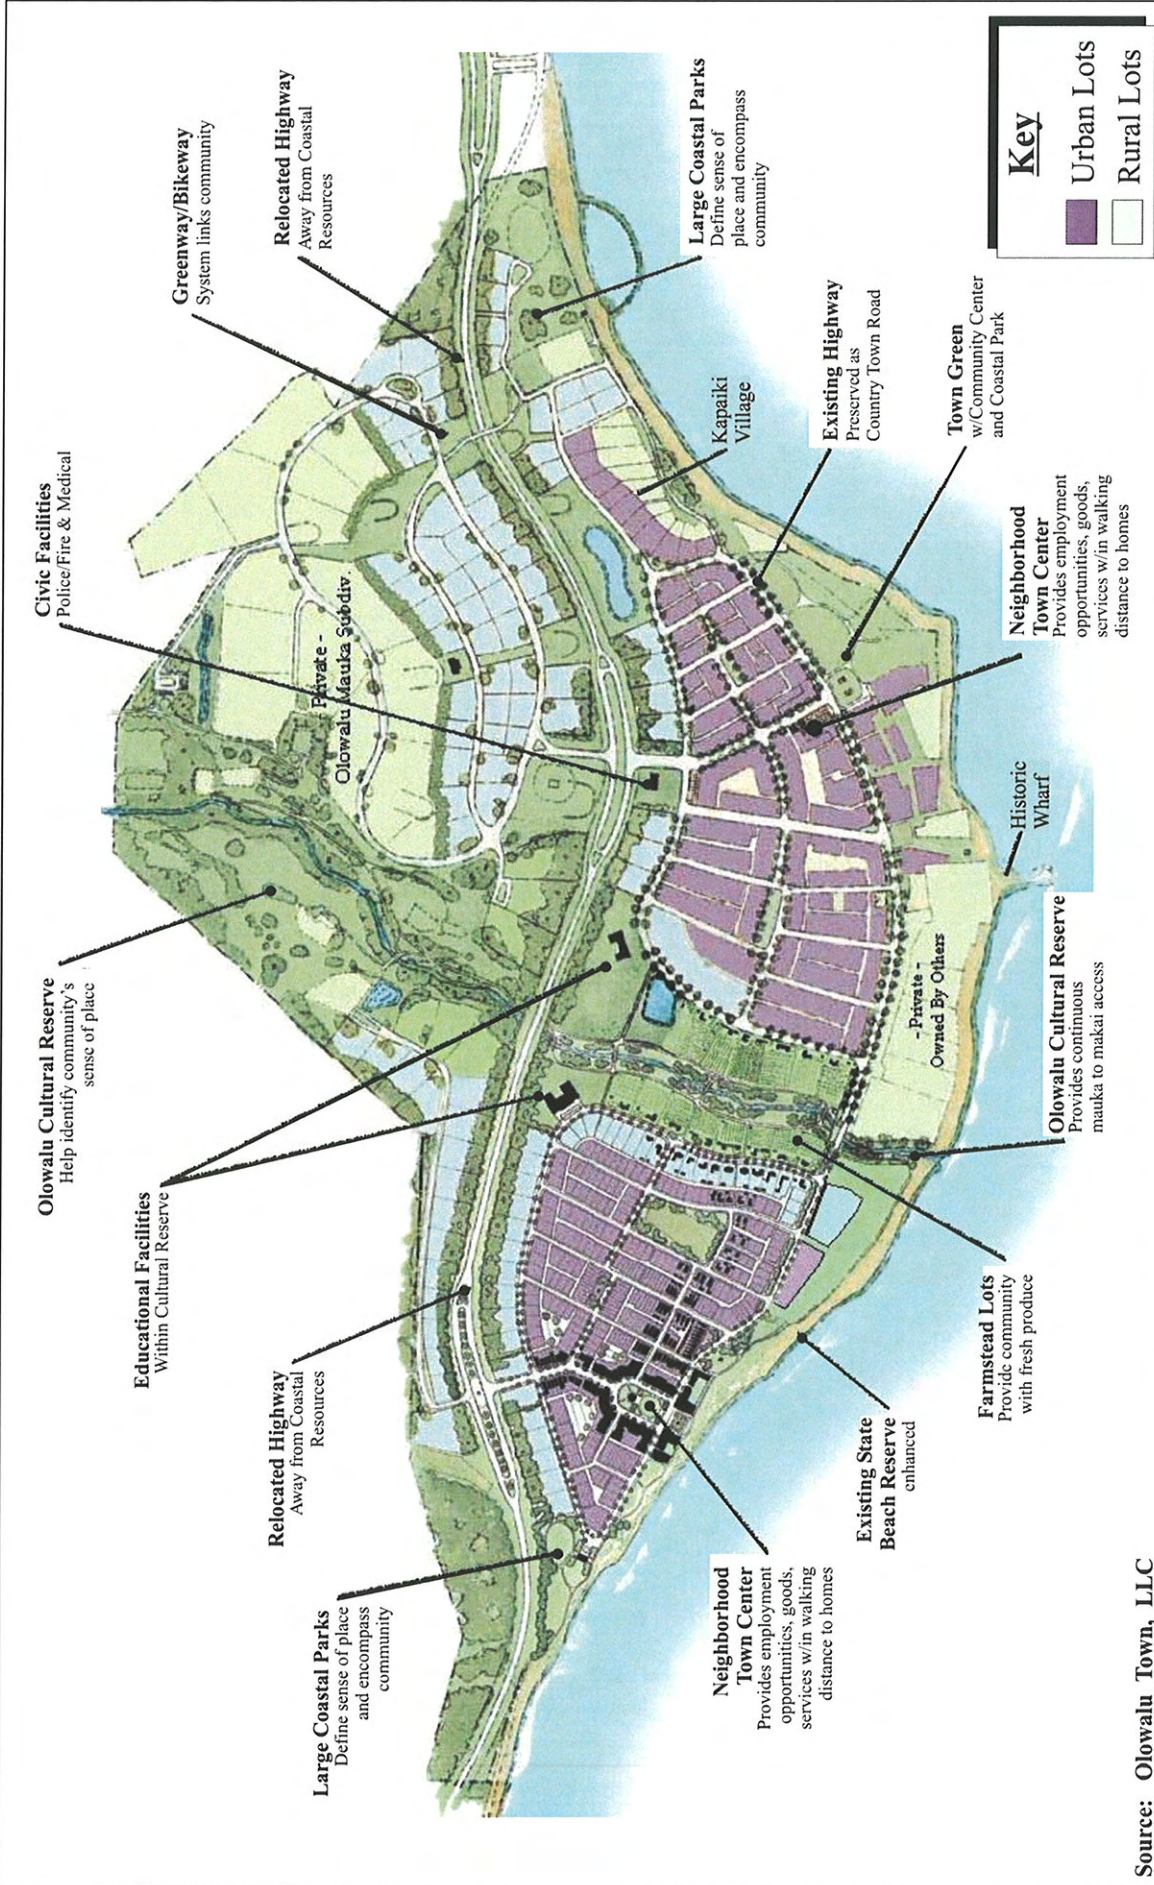 Civic Facilities
Police/Fire & Medical
Greenway/Bikeway
System links community
Relocated Highway
Away from Coastal
Resources
Large Coastal Parks
Define sense of
place and encompass
community
Olowalu Cultural Reserve
Help identify community's
sense of place
Educational Facilities
Within Cultural Reserve
Relocated Highway
Away from Coastal
Resources
Large Coastal Parks
Define sense of place
and encompass
community
- Private -
Olowalu Mauka Subdiv.
Kapaiki
Village
Existing Highway
Preserved as
Country Town Road
Town Green
w/Community Center
and Coastal Park
Neighborhood
Town Center
Provides employment
opportunities, goods,
services w/in walking
distance to homes
Historic
Wharf
- Private -
Owned By Others
Olowalu Cultural Reserve
Provides continuous
mauka to makai access
Farmstead Lots
Provide community
with fresh produce
Existing State
Beach Reserve
enhanced
Neighborhood
Town Center
Provides employment
opportunities, goods,
services w/in walking
distance to homes
Key
Urban Lots
Rural Lots
Source: Olowalu Town, LLC